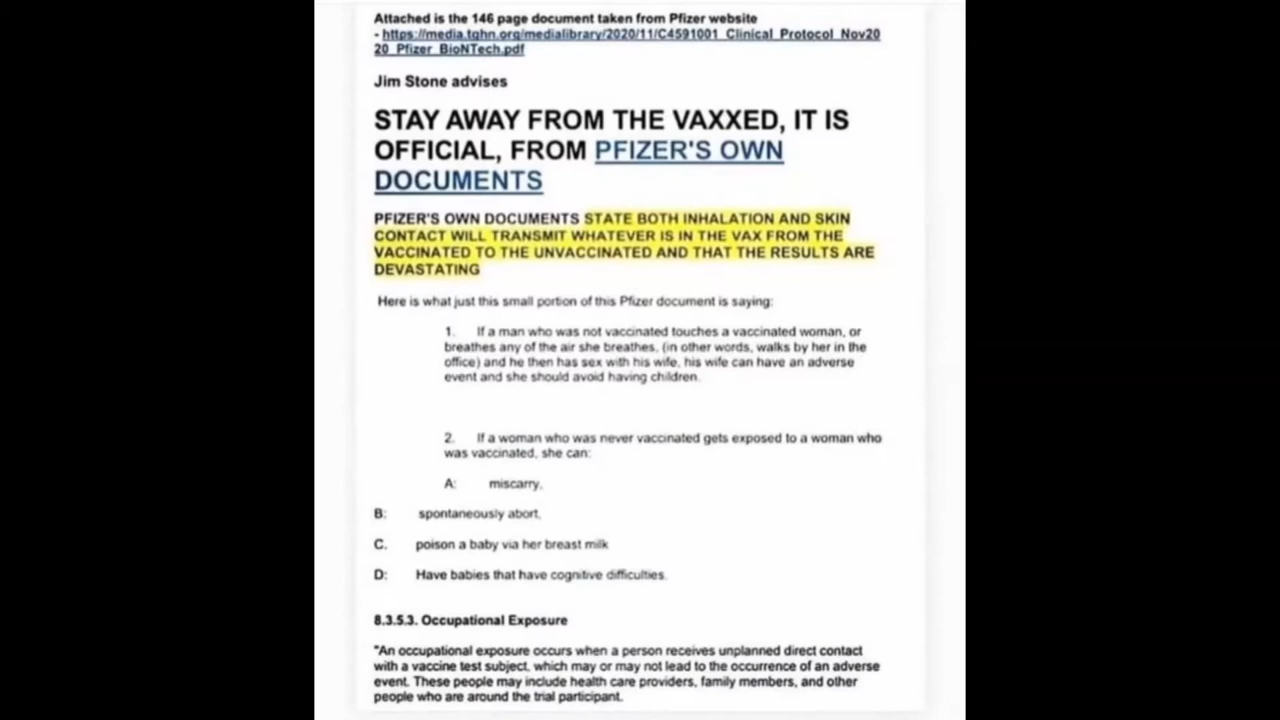 Attached is the 146 page document taken from Pfizer website
- https://media.tghn.org/medialibrary/2020/11/C4591001_Clinical_Protocol_Nov20
20_Pfizer_BioNTech.pdf
Jim Stone advises
STAY AWAY FROM THE VAXXED, IT IS
OFFICIAL, FROM PFIZER'S OWN
DOCUMENTS
PFIZER'S OWN DOCUMENTS STATE BOTH INHALATION AND SKIN
CONTACT WILL TRANSMIT WHATEVER IS IN THE VAX FROM THE
VACCINATED TO THE UNVACCINATED AND THAT THE RESULTS ARE
DEVASTATING
Here is what just this small portion of this Pfizer document is saying:
1. If a man who was not vaccinated touches a vaccinated woman, or
breathes any of the air she breathes, (in other words, walks by her in the
office) and he then has sex with his wife, his wife can have an adverse
event and she should avoid having children.
2. If a woman who was never vaccinated gets exposed to a woman who
was vaccinated, she can:
A: miscarry,
B: spontaneously abort,
C. poison a baby via her breast milk
D: Have babies that have cognitive difficulties.
8.3.5.3. Occupational Exposure
"An occupational exposure occurs when a person receives unplanned direct contact
with a vaccine test subject, which may or may not lead to the occurrence of an adverse
event. These people may include health care providers, family members, and other
people who are around the trial participant.